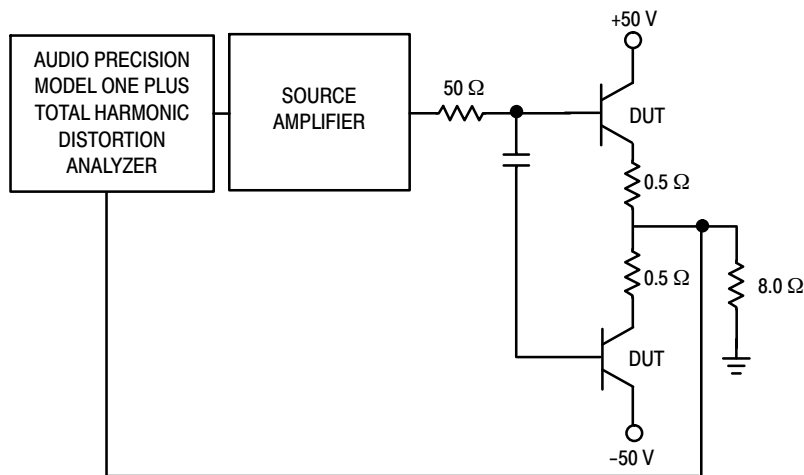 +50 V
AUDIO PRECISION
MODEL ONE PLUS
TOTAL HARMONIC
DISTORTION
ANALYZER
SOURCE
AMPLIFIER
50 Ω
DUT
0.5 Ω
0.5 Ω
8.0 Ω
DUT
–50 V